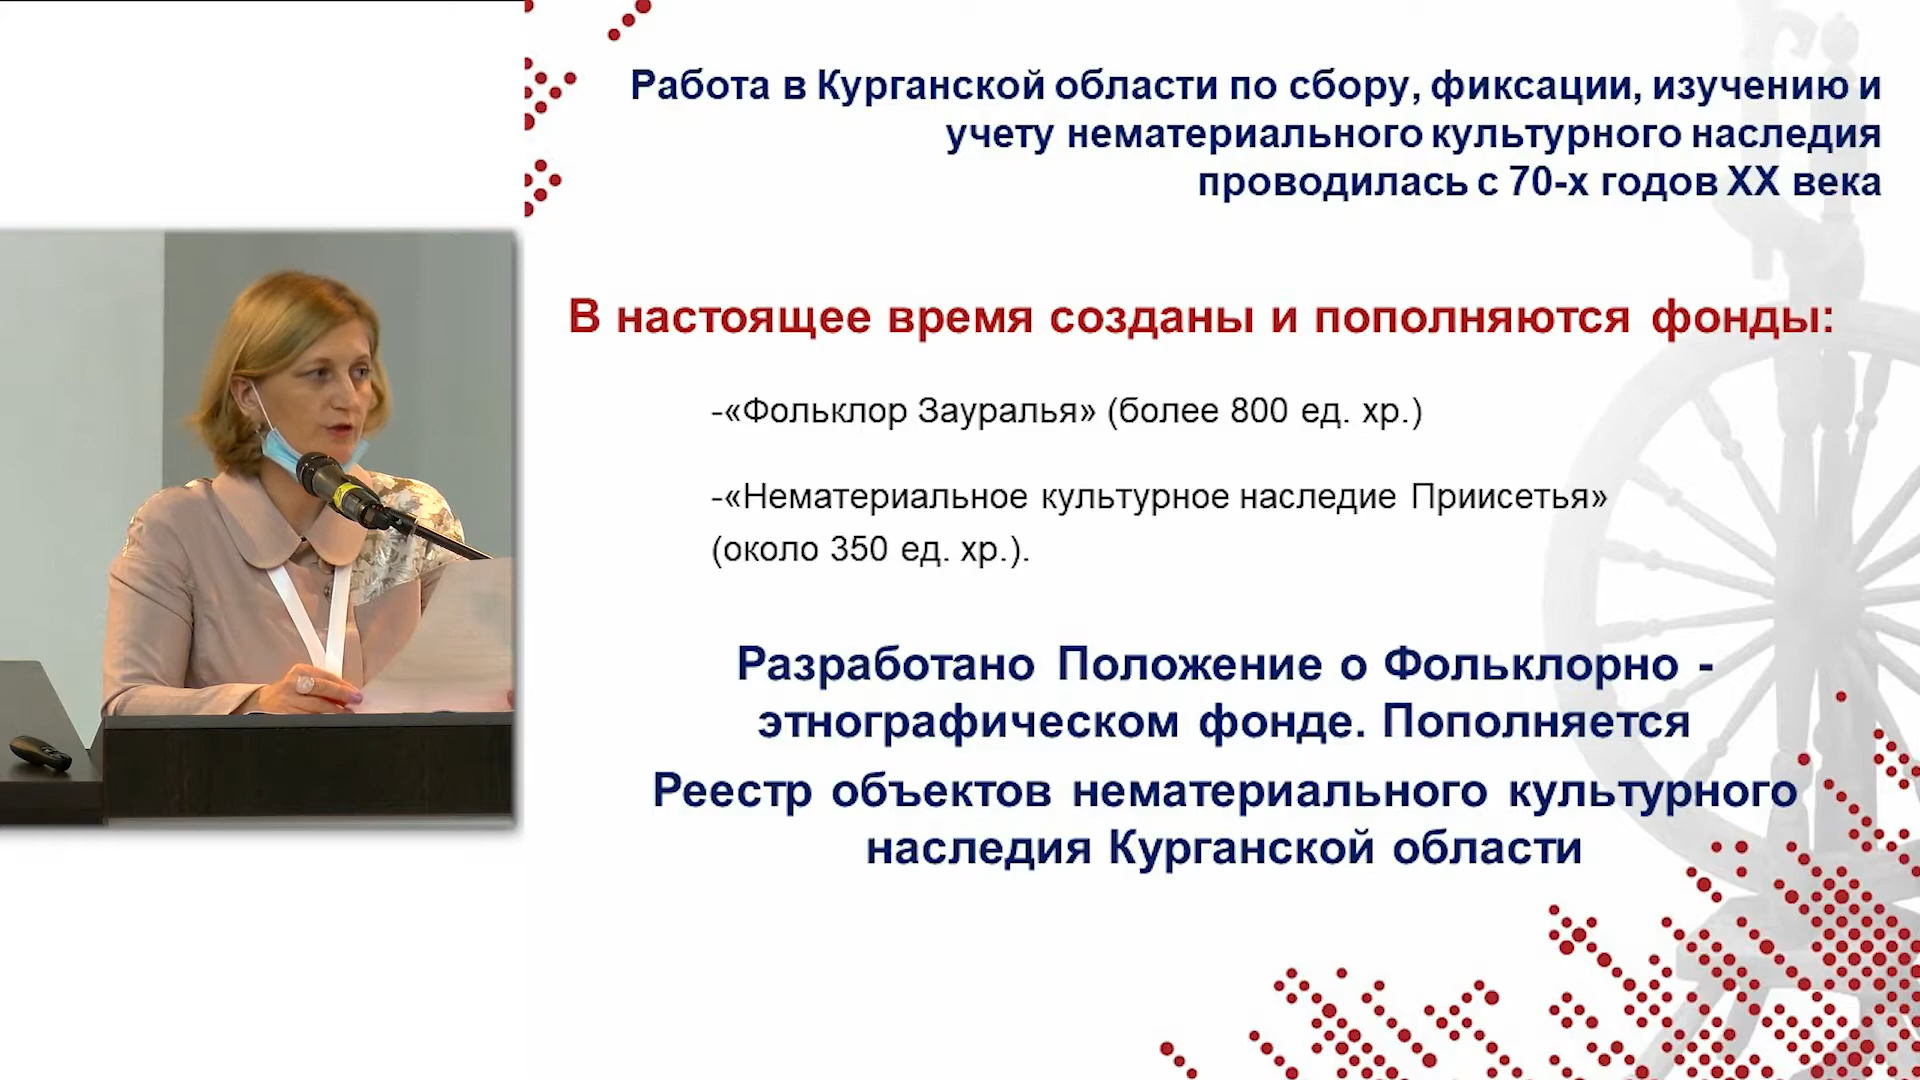 Работа в Курганской области по сбору, фиксации, изучению и
учету нематериального культурного наследия
проводилась с 70-х годов XX века
В настоящее время созданы и пополняются фонды:
-«Фольклор Зауралья» (более 800 ед. хр.)
-«Нематериальное культурное наследие Приисетья»
(около 350 ед. хр.).
Разработано Положение о Фольклорно -
этнографическом фонде. Пополняется
Реестр объектов нематериального культурного
наследия Курганской области